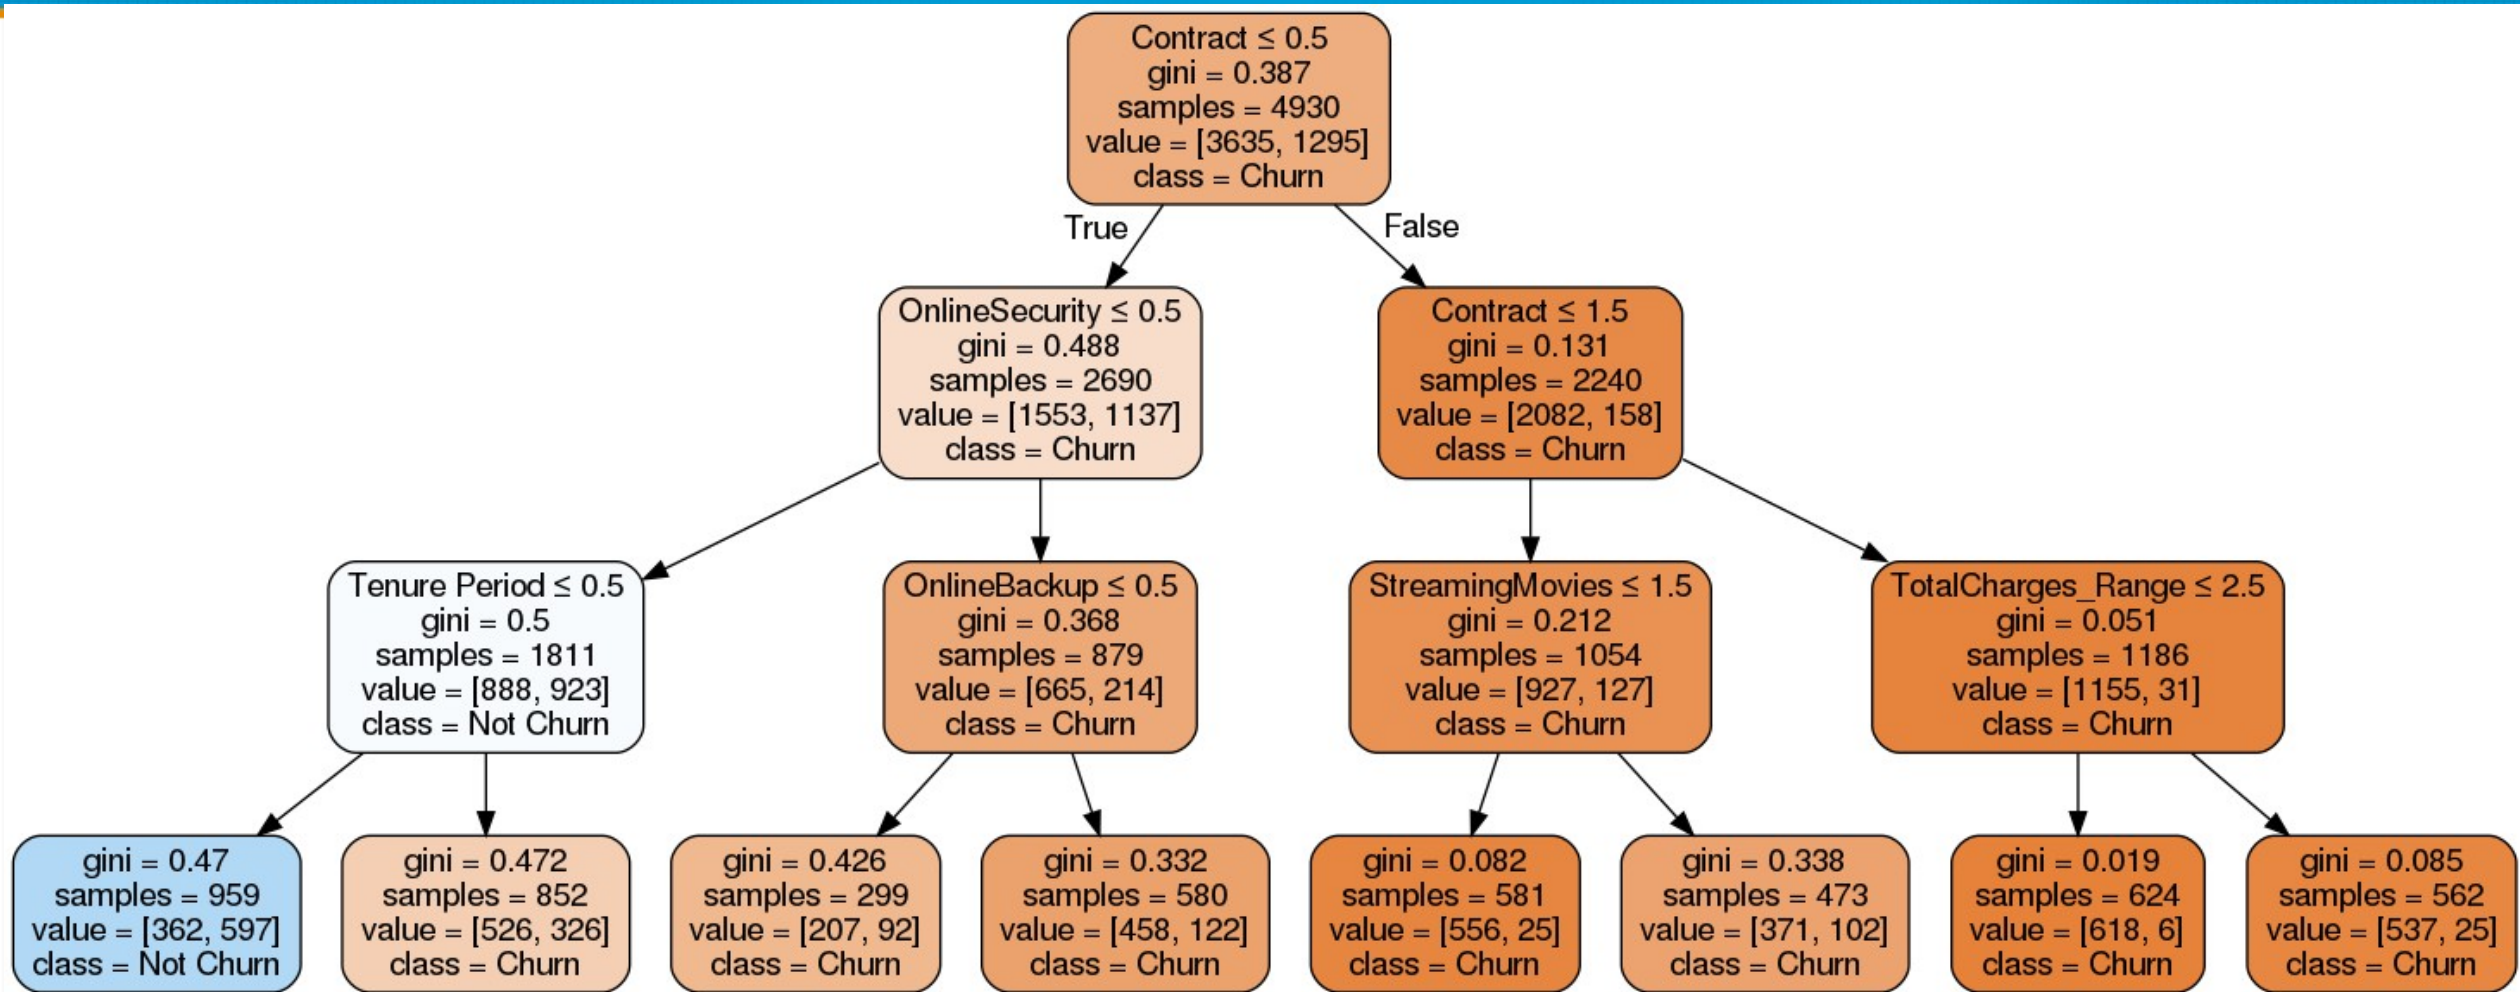 Contract ≤ 0.5
gini = 0.387
samples = 4930
value = [3635, 1295]
class = Churn
True
False
OnlineSecurity ≤ 0.5
gini = 0.488
samples = 2690
value = [1553, 1137]
class = Churn
Contract ≤ 1.5
gini = 0.131
samples = 2240
value = [2082, 158]
class = Churn
Tenure Period ≤ 0.5
gini = 0.5
samples = 1811
value = [888, 923]
class = Not Churn
OnlineBackup ≤ 0.5
gini = 0.368
samples = 879
value = [665, 214]
class = Churn
StreamingMovies ≤ 1.5
gini = 0.212
samples = 1054
value = [927, 127]
class = Churn
TotalCharges_Range ≤ 2.5
gini = 0.051
samples = 1186
value = [1155, 31]
class = Churn
gini = 0.47
samples = 959
value = [362, 597]
class = Not Churn
gini = 0.472
samples = 852
value = [526, 326]
class = Churn
gini = 0.426
samples = 299
value = [207, 92]
class = Churn
gini = 0.332
samples = 580
value = [458, 122]
class = Churn
gini = 0.082
samples = 581
value = [556, 25]
class = Churn
gini = 0.338
samples = 473
value = [371, 102]
class = Churn
gini = 0.019
samples = 624
value = [618, 6]
class = Churn
gini = 0.085
samples = 562
value = [537, 25]
class = Churn